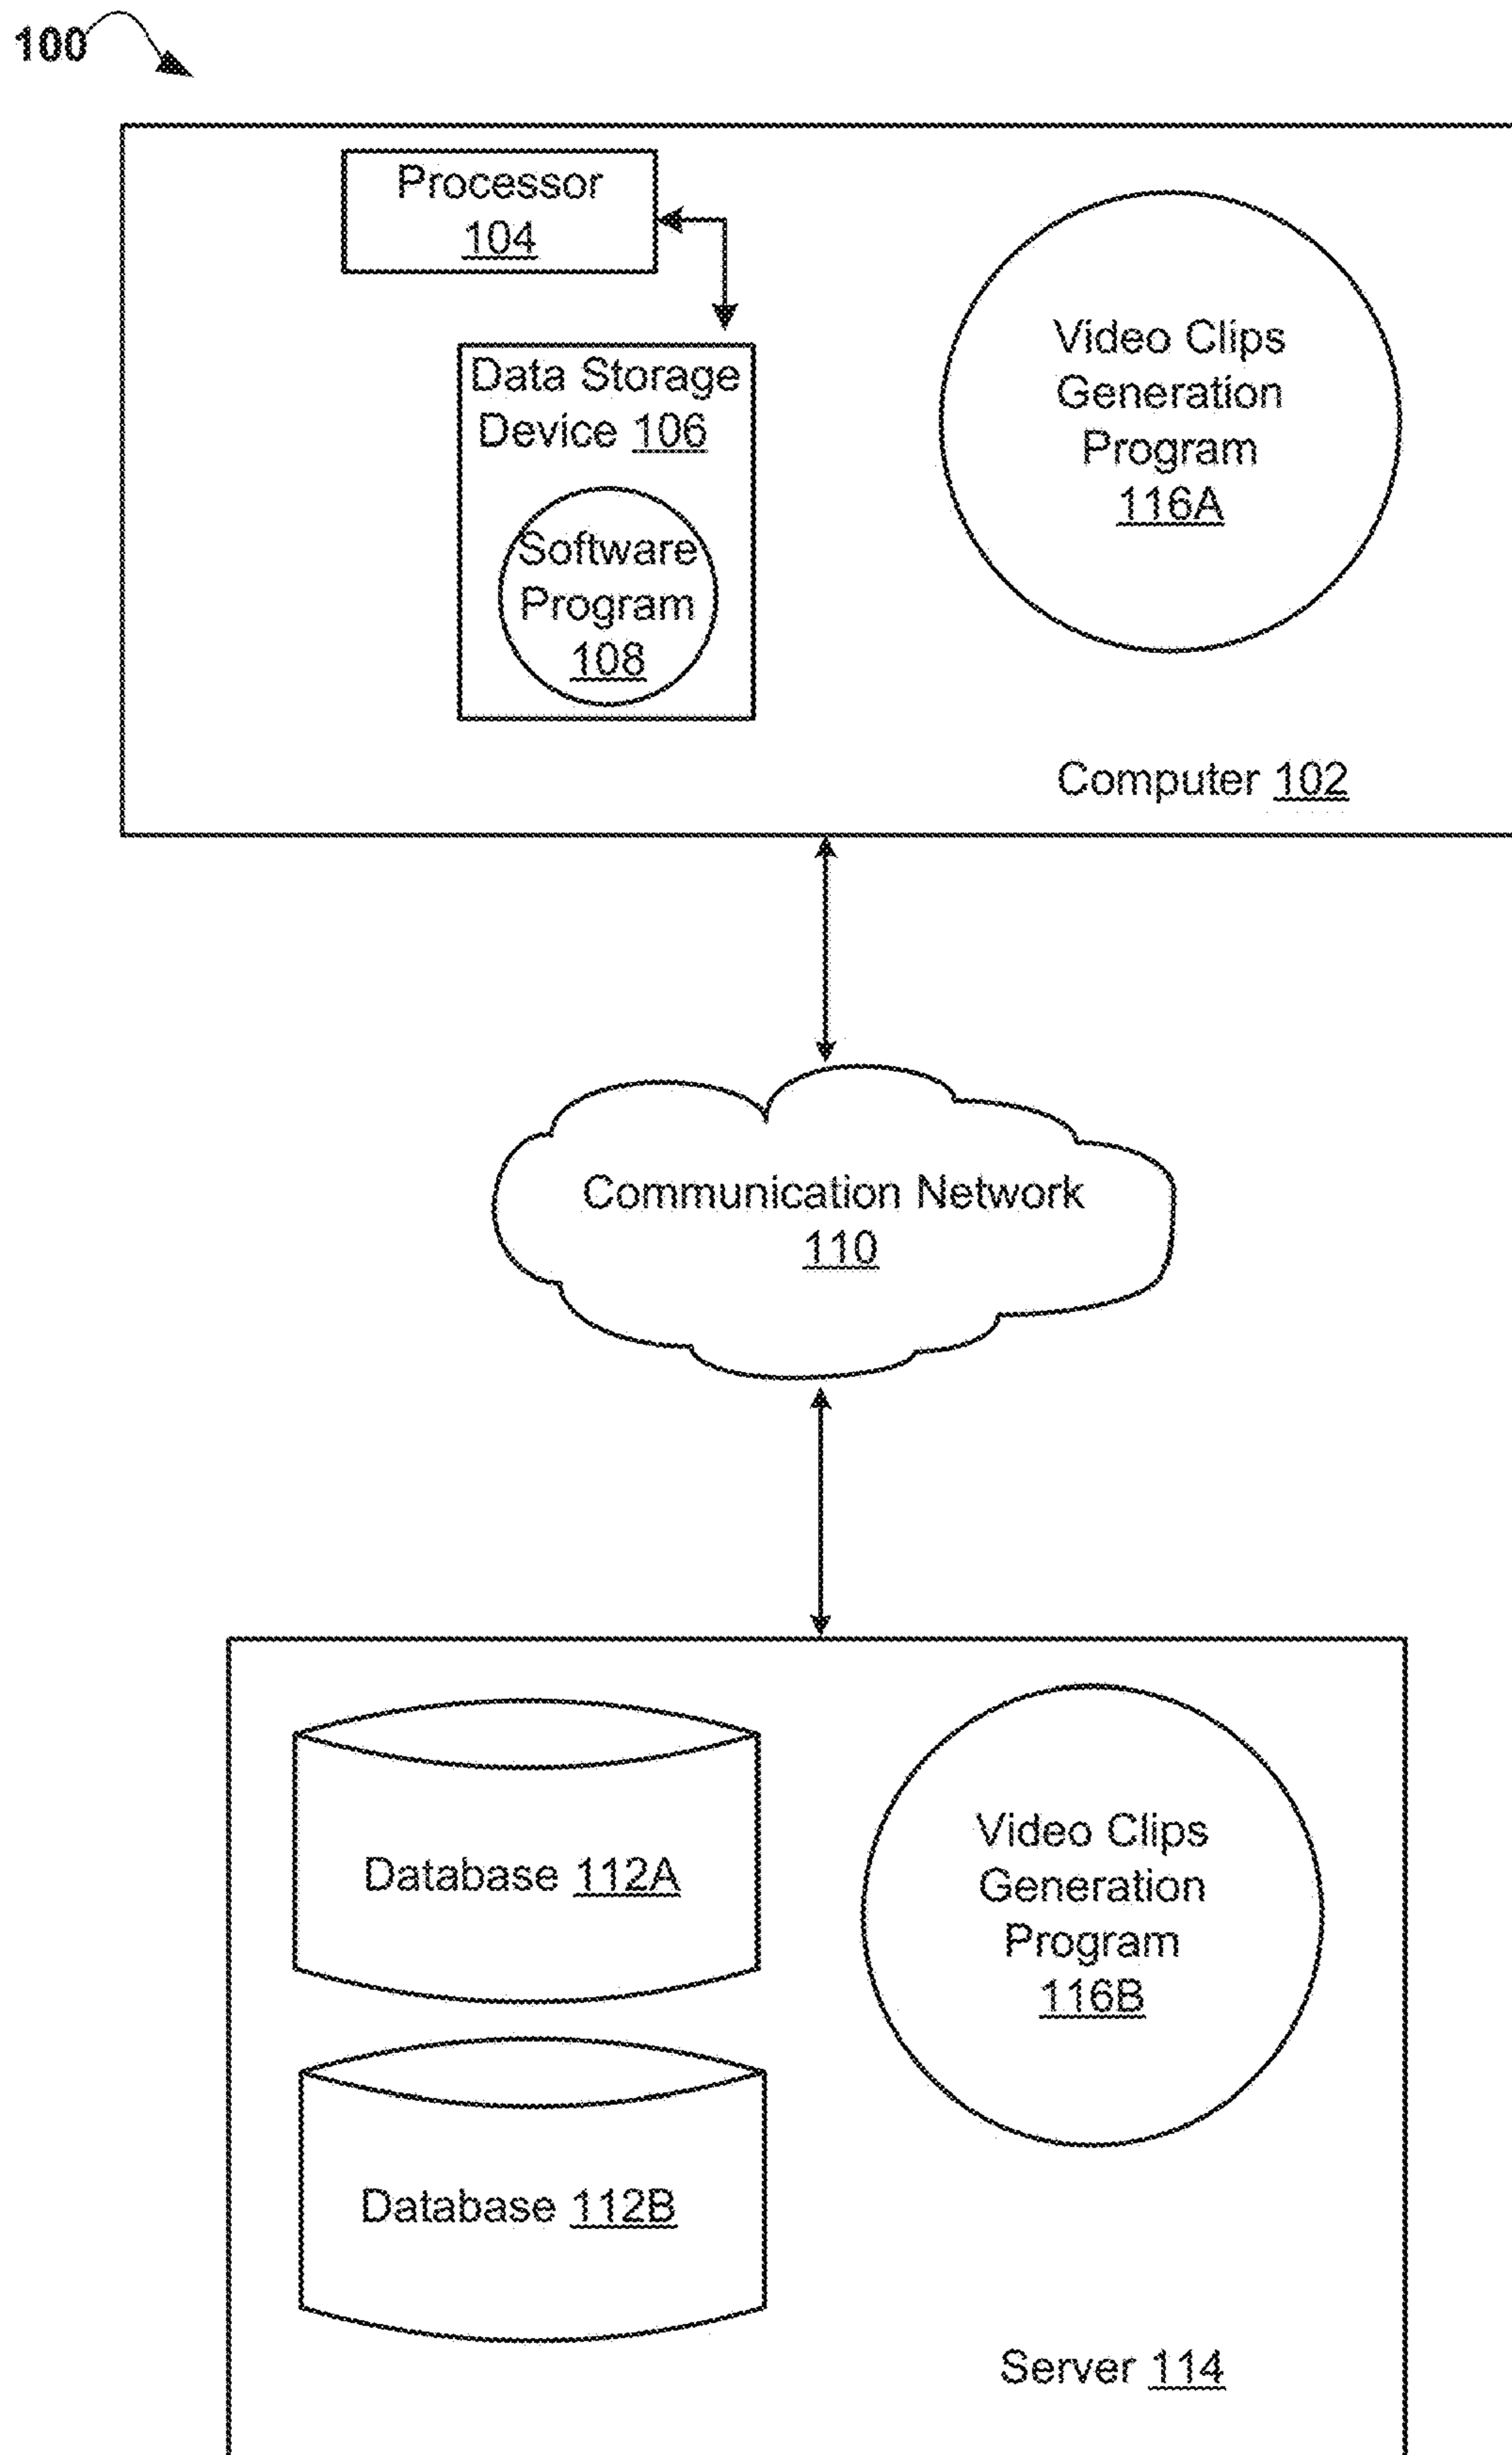 100
Processor
104
Data Storage
Device 106
Software
Program
108
Video Clips
Generation
Program
116A
Computer 102
Communication Network
110
Database 112A
Database 112B
Video Clips
Generation
Program
116B
Server 114